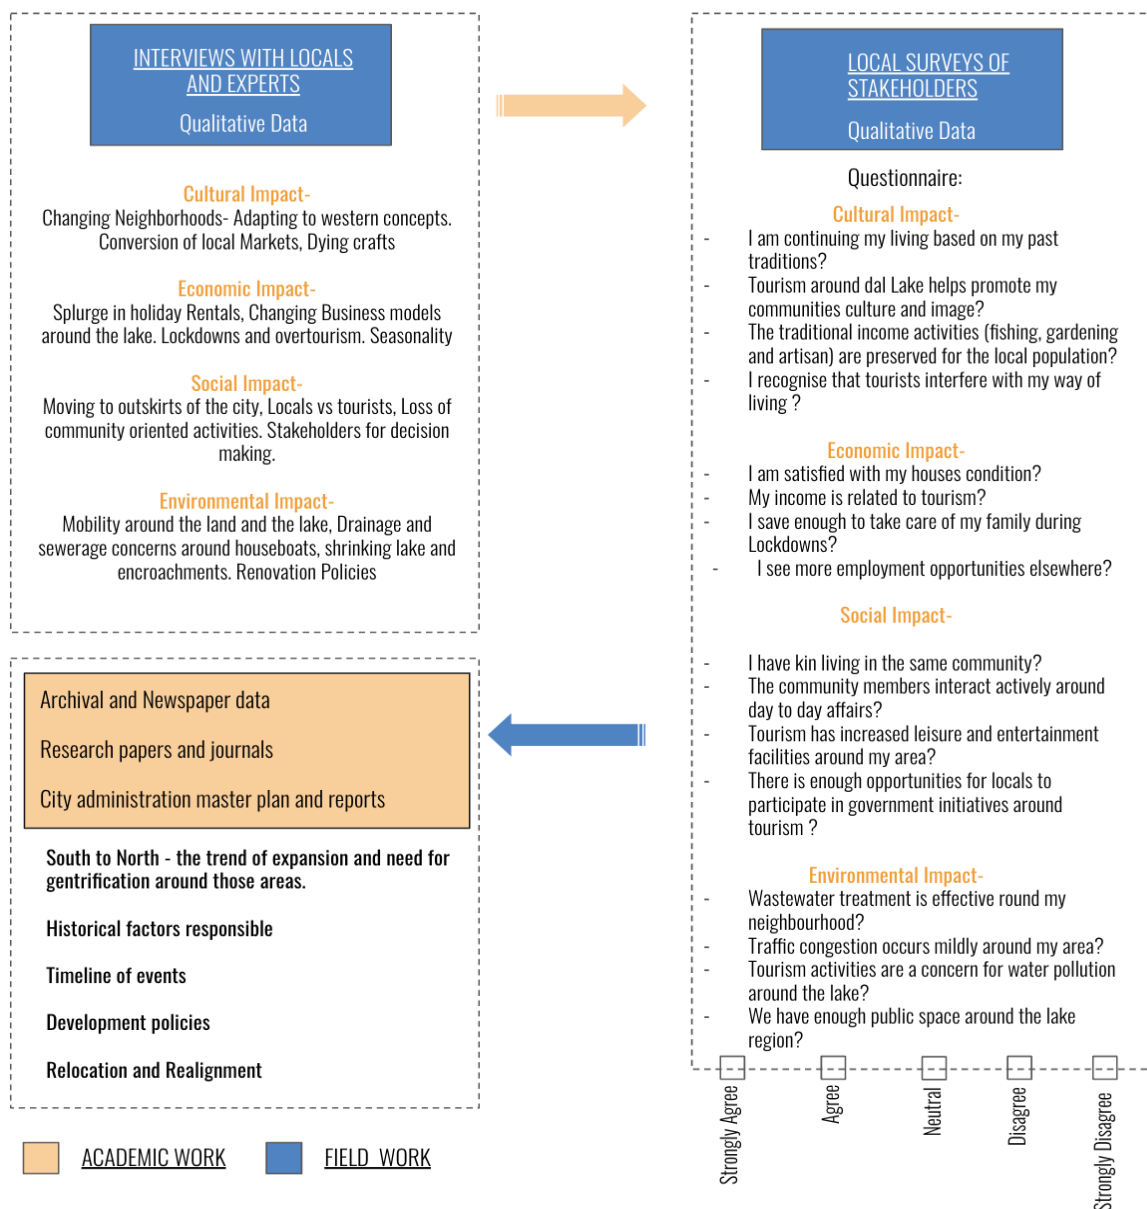 INTERVIEWS WITH LOCALS
AND EXPERTS
Qualitative Data
Cultural Impact-
Changing Neighborhoods- Adapting to western concepts.
Conversion of local Markets, Dying crafts
Economic Impact-
Splurge in holiday Rentals, Changing Business models
around the lake. Lockdowns and overtourism. Seasonality
Social Impact-
Moving to outskirts of the city, Locals vs tourists, Loss of
community oriented activities. Stakeholders for decision
making.
Environmental Impact-
Mobility around the land and the lake, Drainage and
sewerage concerns around houseboats, shrinking lake and
encroachments. Renovation Policies
LOCAL SURVEYS OF
STAKEHOLDERS
Qualitative Data
Questionnaire:
Cultural Impact-
- I am continuing my living based on my past
traditions?
- Tourism around dal Lake helps promote my
communities culture and image?
- The traditional income activities (fishing, gardening
and artisan) are preserved for the local population?
- I recognise that tourists interfere with my way of
living ?
Economic Impact-
- I am satisfied with my houses condition?
- My income is related to tourism?
- I save enough to take care of my family during
Lockdowns?
- I see more employment opportunities elsewhere?
Social Impact-
- I have kin living in the same community?
- The community members interact actively around
day to day affairs?
- Tourism has increased leisure and entertainment
facilities around my area?
- There is enough opportunities for locals to
participate in government initiatives around
tourism ?
Environmental Impact-
- Wastewater treatment is effective round my
neighbourhood?
- Traffic congestion occurs mildly around my area?
- Tourism activities are a concern for water pollution
around the lake?
- We have enough public space around the lake
region?
Strongly Agree
Agree
Neutral
Disagree
Strongly Disagree
Archival and Newspaper data
Research papers and journals
City administration master plan and reports
South to North - the trend of expansion and need for
gentrification around those areas.
Historical factors responsible
Timeline of events
Development policies
Relocation and Realignment
ACADEMIC WORK
FIELD WORK